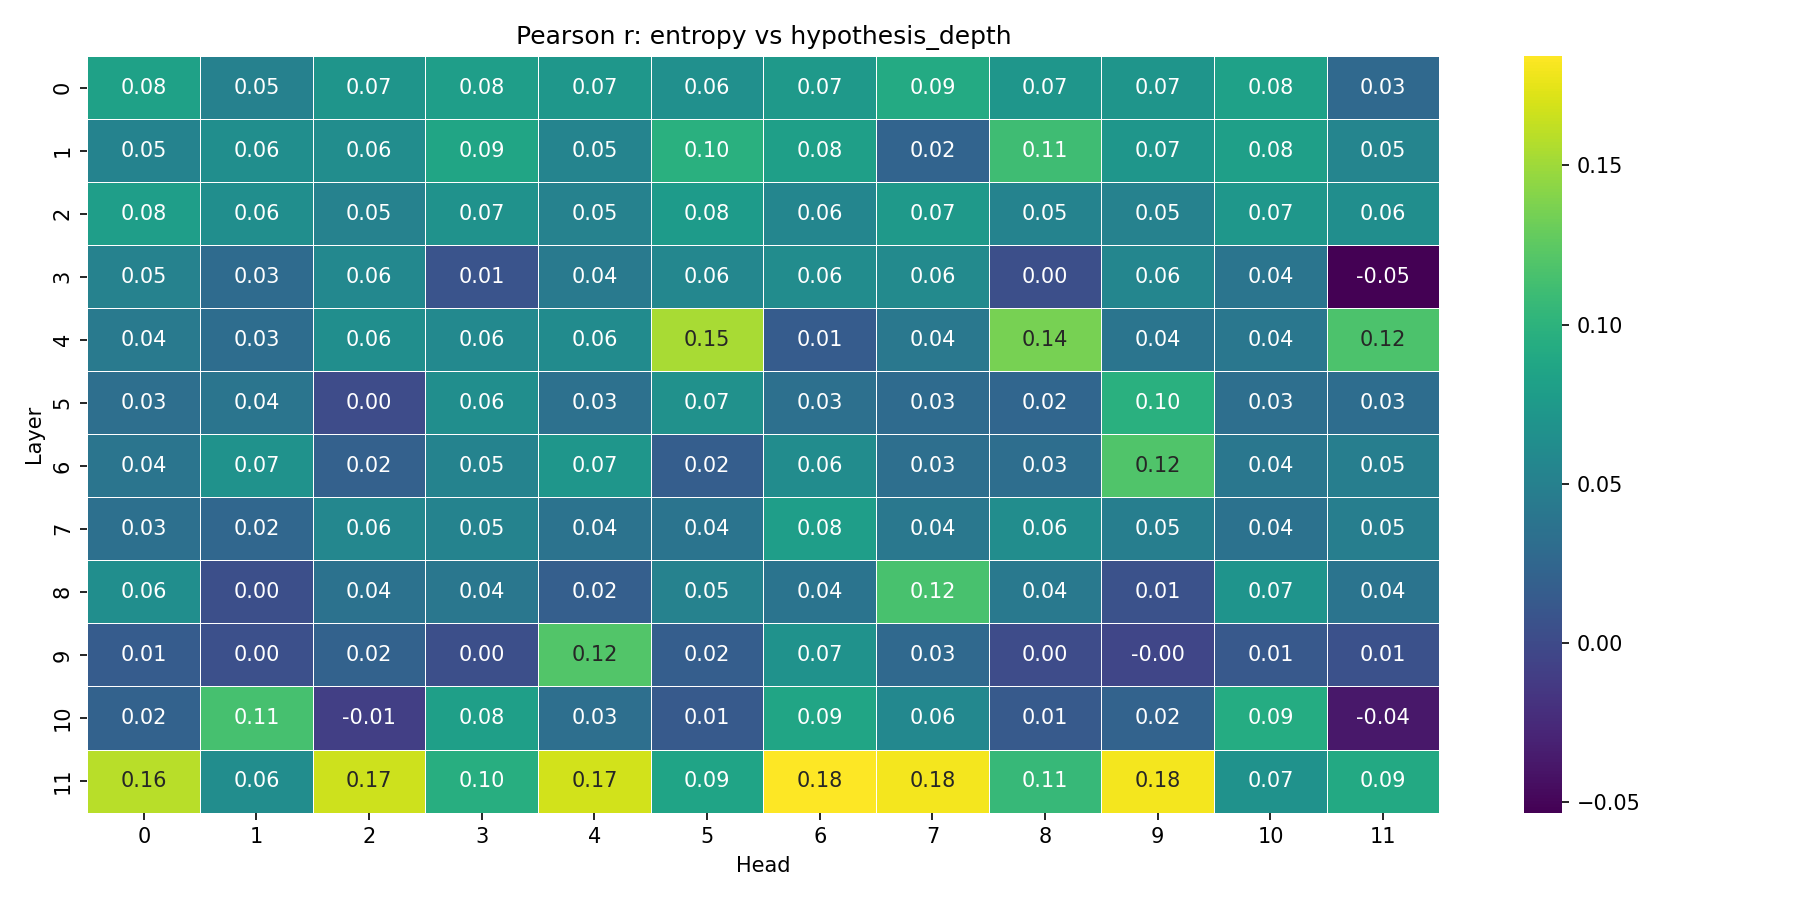 Pearson r: entropy vs hypothesis_depth
0 0.08 0.05 0.07 0.08 0.07 0.06 0.07 0.09 0.07 0.07 0.08 0.03
1 0.05 0.06 0.06 0.09 0.05 0.10 0.08 0.02 0.11 0.07 0.08 0.05
2 0.08 0.06 0.05 0.07 0.05 0.08 0.06 0.07 0.05 0.05 0.07 0.06
3 0.05 0.03 0.06 0.01 0.04 0.06 0.06 0.06 0.00 0.06 0.04 -0.05
4 0.04 0.03 0.06 0.06 0.06 0.15 0.01 0.04 0.14 0.04 0.04 0.12
5 0.03 0.04 0.00 0.06 0.03 0.07 0.03 0.03 0.02 0.10 0.03 0.03
6 0.04 0.07 0.02 0.05 0.07 0.02 0.06 0.03 0.03 0.12 0.04 0.05
7 0.03 0.02 0.06 0.05 0.04 0.04 0.08 0.04 0.06 0.05 0.04 0.05
8 0.06 0.00 0.04 0.04 0.02 0.05 0.04 0.12 0.04 0.01 0.07 0.04
9 0.01 0.00 0.02 0.00 0.12 0.02 0.07 0.03 0.00 -0.00 0.01 0.01
10 0.02 0.11 -0.01 0.08 0.03 0.01 0.09 0.06 0.01 0.02 0.09 -0.04
11 0.16 0.06 0.17 0.10 0.17 0.09 0.18 0.18 0.11 0.18 0.07 0.09
0 1 2 3 4 5 6 7 8 9 10 11
Head
Layer
0.15
0.10
0.05
0.00
−0.05